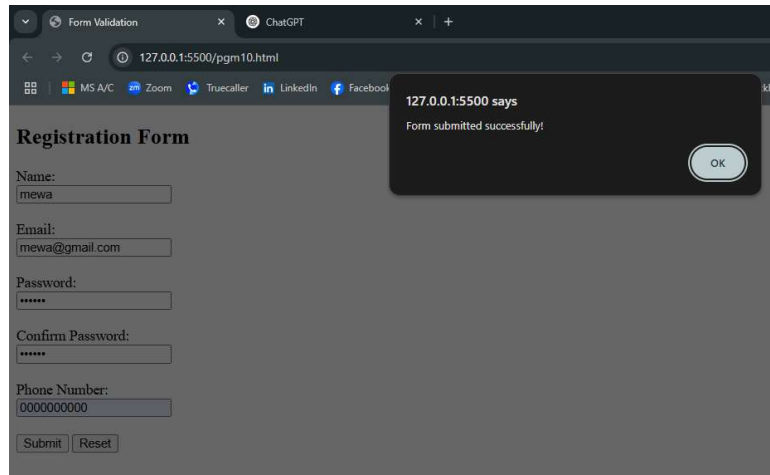 Form Validation
ChatGPT
127.0.0.1:5500/pgm10.html
MS A/C
zm Zoom
Truecaller
in LinkedIn
Facebook
127.0.0.1:5500 says
Form submitted successfully!
OK
Registration Form
Name:
mewa
Email:
mewa@gmail.com
Password:
••••••
Confirm Password:
••••••
Phone Number:
0000000000
Submit Reset